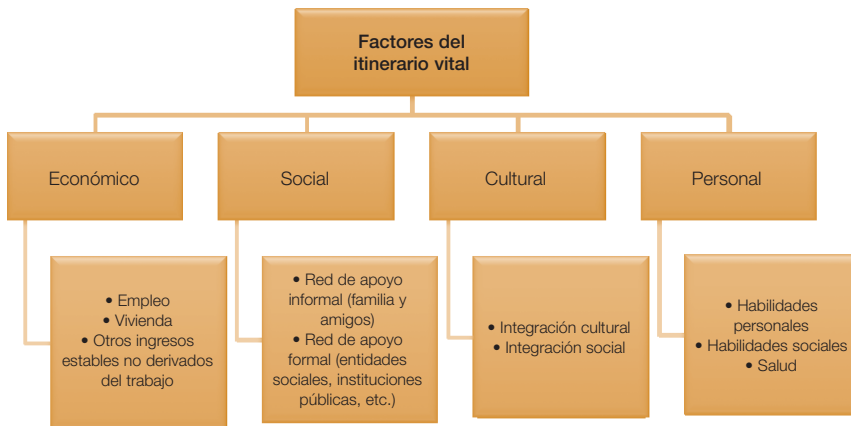 Factores del
itinerario vital
Económico
Social
Cultural
Personal
• Empleo
• Vivienda
• Otros ingresos
estables no derivados
del trabajo
• Red de apoyo
informal (familia y
amigos)
• Red de apoyo
formal (entidades
sociales, instituciones
públicas, etc.)
• Integración cultural
• Integración social
• Habilidades
personales
• Habilidades sociales
• Salud